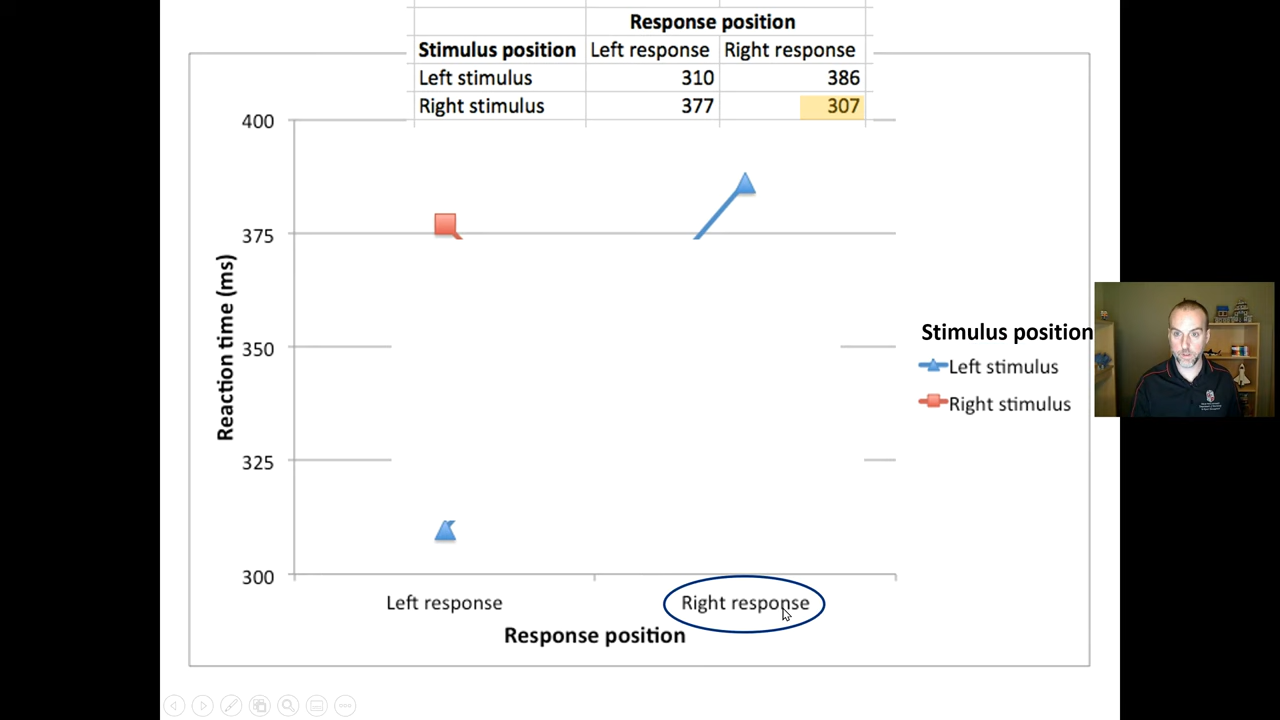 Response position
Stimulus position Left response Right response
Left stimulus 310 386
Right stimulus 377 307
400
375
350
325
300
Reaction time (ms)
Left response Right response
Response position
Stimulus position
Left stimulus
Right stimulus